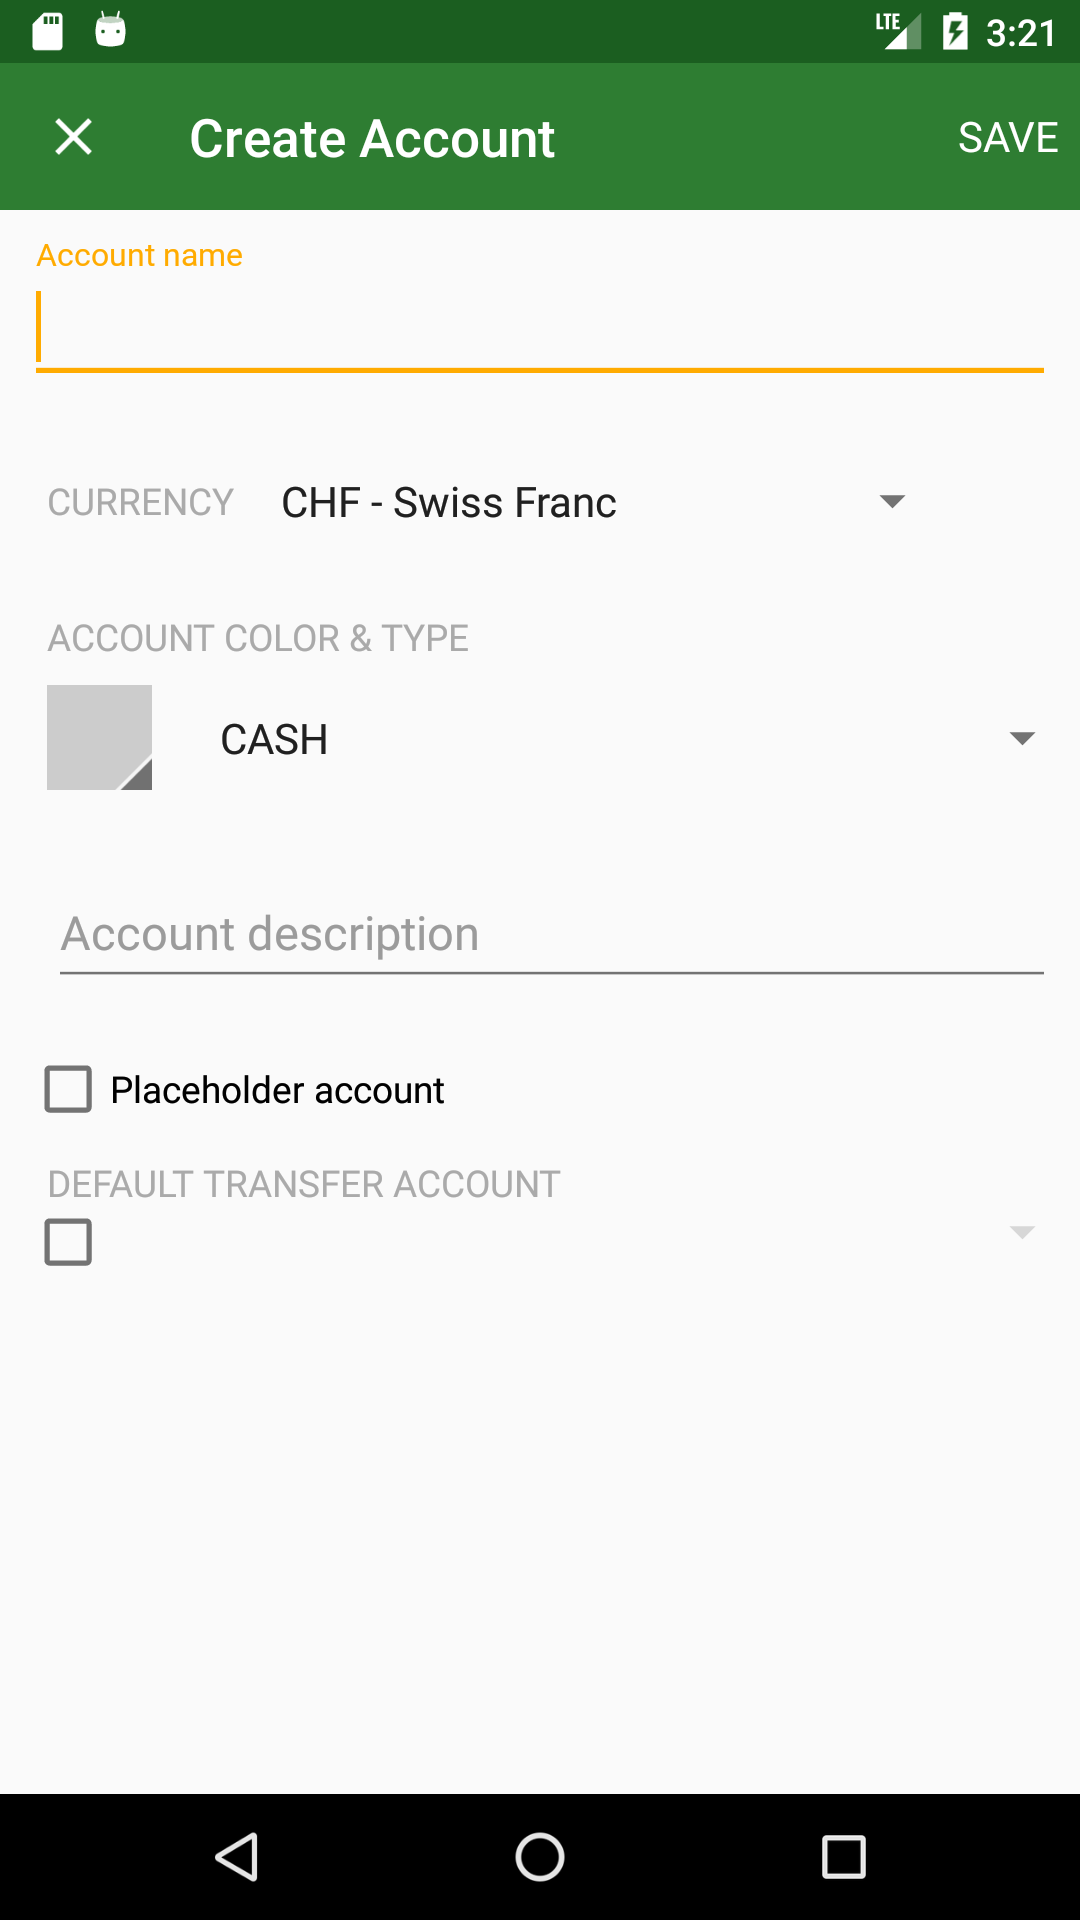 LTE 3:21
Create Account SAVE
Account name
CURRENCY CHF - Swiss Franc
ACCOUNT COLOR & TYPE
CASH
Account description
Placeholder account
DEFAULT TRANSFER ACCOUNT